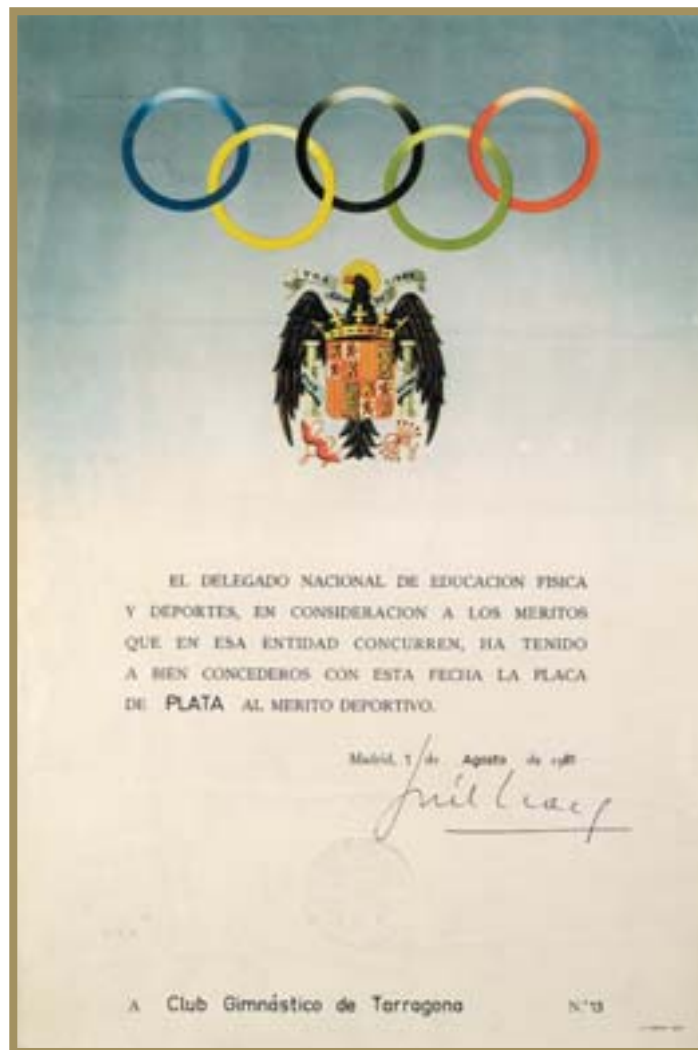 EL DELEGADO NACIONAL DE EDUCACION FISICA
Y DEPORTES, EN CONSIDERACION A LOS MERITOS
QUE EN ESA ENTIDAD CONCURREN, HA TENIDO
A BIEN CONCEDEROS CON ESTA FECHA LA PLACA
DE PLATA AL MERITO DEPORTIVO.
Madrid, 1 de Agosto de
A Club Gimnástico de Tarragona N.º 13